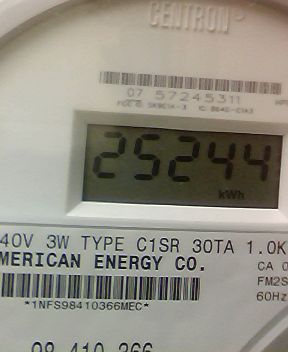 CENTRON
07 57245311
25244
kWh
40V 3W TYPE C1SR 30TA 1.0K
MERICAN ENERGY CO.
CA 0
FM2S
*1NFS98410366MEC*
60Hz
98 410 366